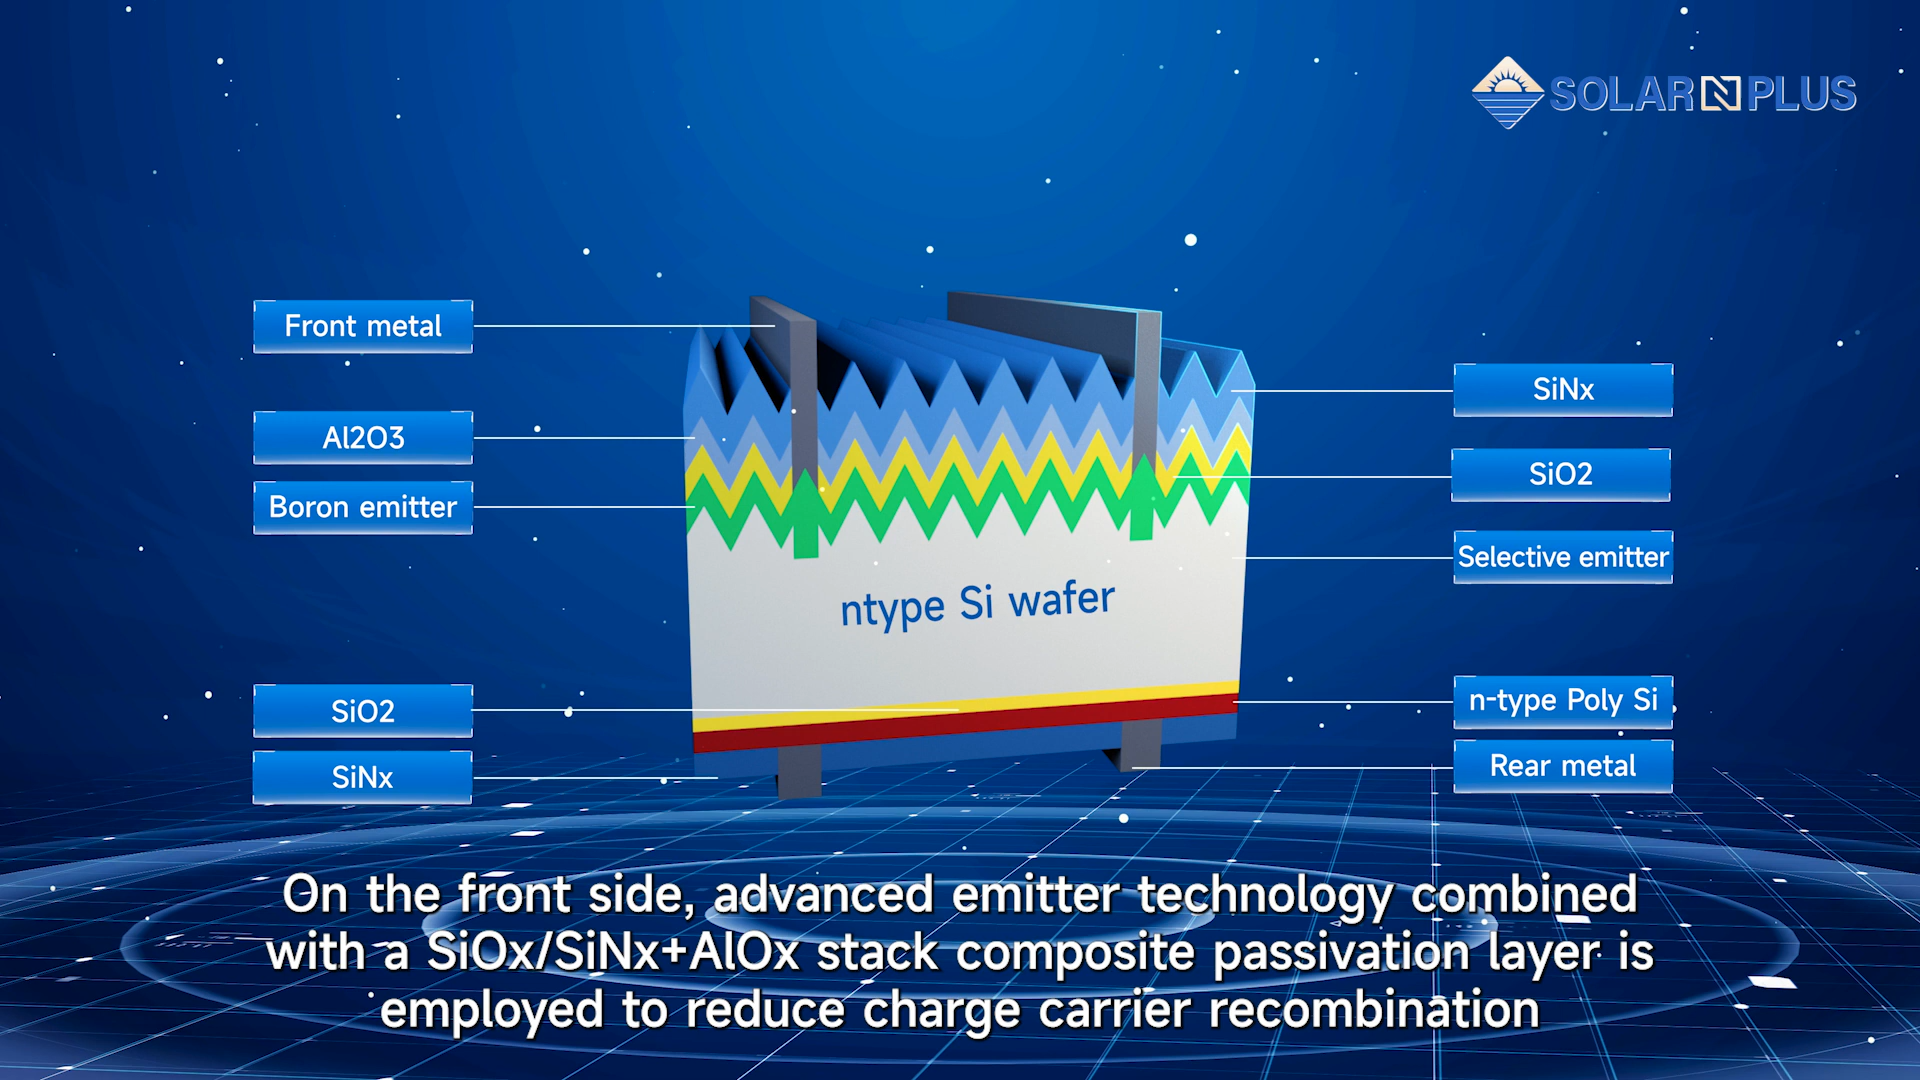 SOLAR N PLUS
Front metal
Al2O3
Boron emitter
SiO2
SiNx
SiNx
SiO2
Selective emitter
n-type Poly Si
Rear metal
ntype Si wafer
On the front side, advanced emitter technology combined
with a SiOx/SiNx+AlOx stack composite passivation layer is
employed to reduce charge carrier recombination